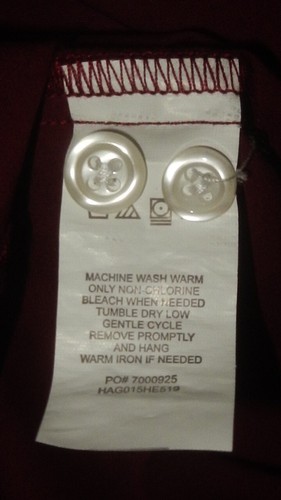 MACHINE WASH WARM
ONLY NON-CHLORINE
BLEACH WHEN NEEDED
TUMBLE DRY LOW
GENTLE CYCLE
REMOVE PROMPTLY
AND HANG
WARM IRON IF NEEDED
PO# 7000925
HAG015HE519